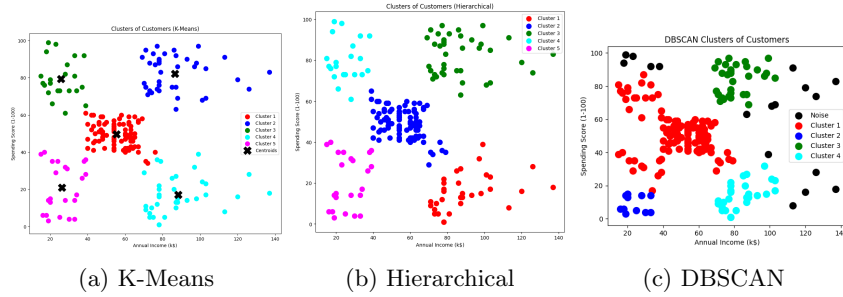 Clusters of Customers (K-Means)
Spending Score (1-100)
100
80
60
40
20
0
Cluster 1
Cluster 2
Cluster 3
Cluster 4
Cluster 5
Centroids
20
40
60
80
100
120
140
Annual Income (k$)
(a) K-Means
Clusters of Customers (Hierarchical)
Spending Score (1-100)
100
80
60
40
20
0
Cluster 1
Cluster 2
Cluster 3
Cluster 4
Cluster 5
20
40
60
80
100
120
140
Annual Income (k$)
(b) Hierarchical
DBSCAN Clusters of Customers
Spending Score (1-100)
100
80
60
40
20
0
Noise
Cluster 1
Cluster 2
Cluster 3
Cluster 4
20
40
60
80
100
120
140
Annual Income (k$)
(c) DBSCAN